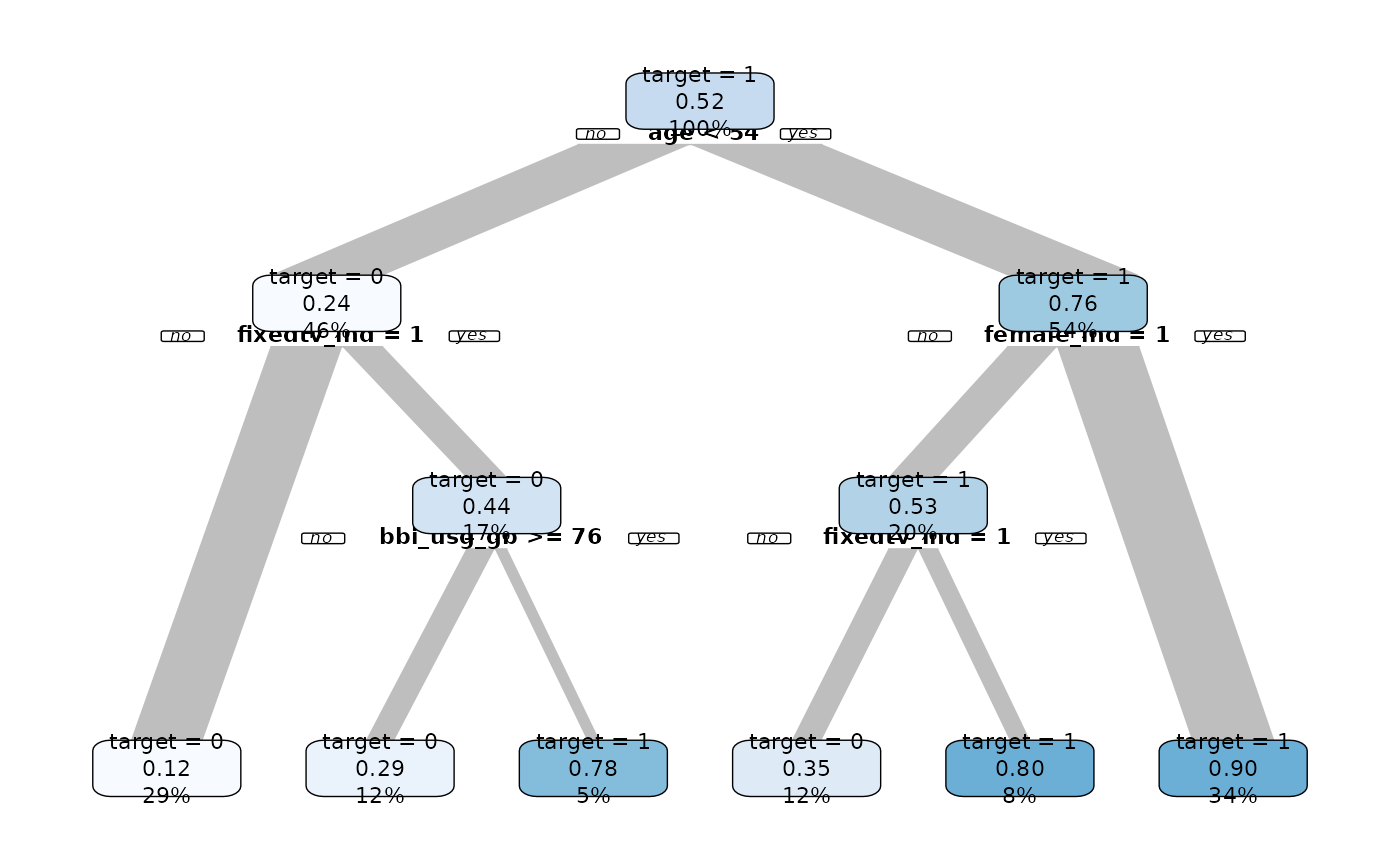 target = 1
0.52
100%
no age < 54 yes
target = 0
0.24
46%
no fixedtv_ind = 1 yes
target = 1
0.76
54%
no female_ind = 1 yes
target = 0
0.44
17%
no bbi_usg_gb >= 76 yes
target = 1
0.53
20%
no fixedtv_ind = 1 yes
target = 0
0.12
29%
target = 0
0.29
12%
target = 1
0.78
5%
target = 0
0.35
12%
target = 1
0.80
8%
target = 1
0.90
34%